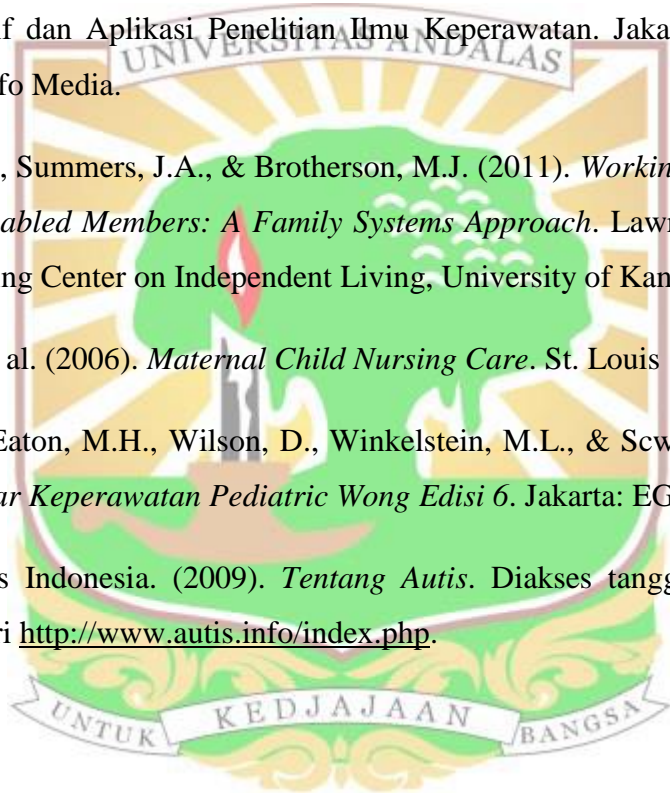 if dan Aplikasi Penelitian Ilmu Keperawatan. Jaka
UNIVERSITAS ANDALAS
fo Media.
, Summers, J.A., & Brotherson, M.J. (2011). Workin
abled Members: A Family Systems Approach. Law
ing Center on Independent Living, University of Kan
al. (2006). Maternal Child Nursing Care. St. Louis
Eaton, M.H., Wilson, D., Winkelstein, M.L., & Scw
ar Keperawatan Pediatric Wong Edisi 6. Jakarta: EG
s Indonesia. (2009). Tentang Autis. Diakses tangg
ri http://www.autis.info/index.php.
UNTUK KEDJAJAAN BANGSA